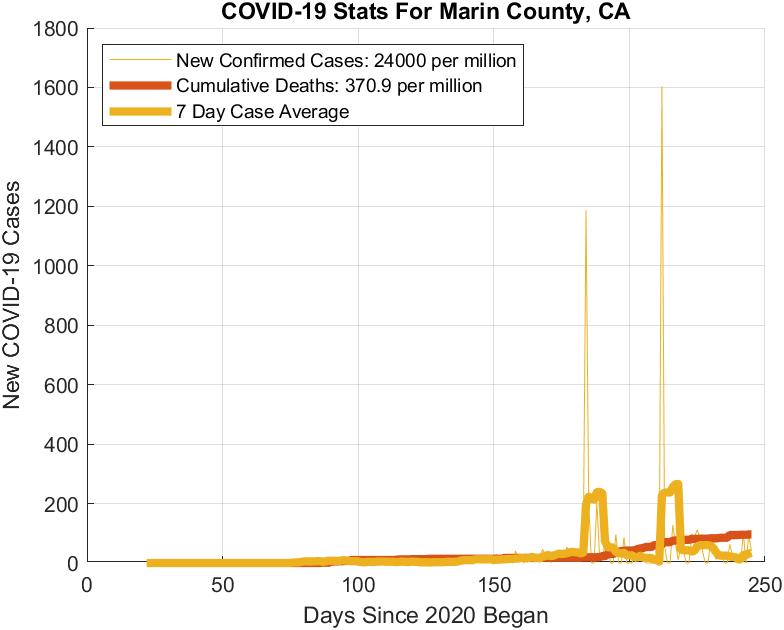 COVID-19 Stats For Marin County, CA
New Confirmed Cases: 24000 per million
Cumulative Deaths: 370.9 per million
7 Day Case Average
New COVID-19 Cases
1800
1600
1400
1200
1000
800
600
400
200
0
0 50 100 150 200 250
Days Since 2020 Began